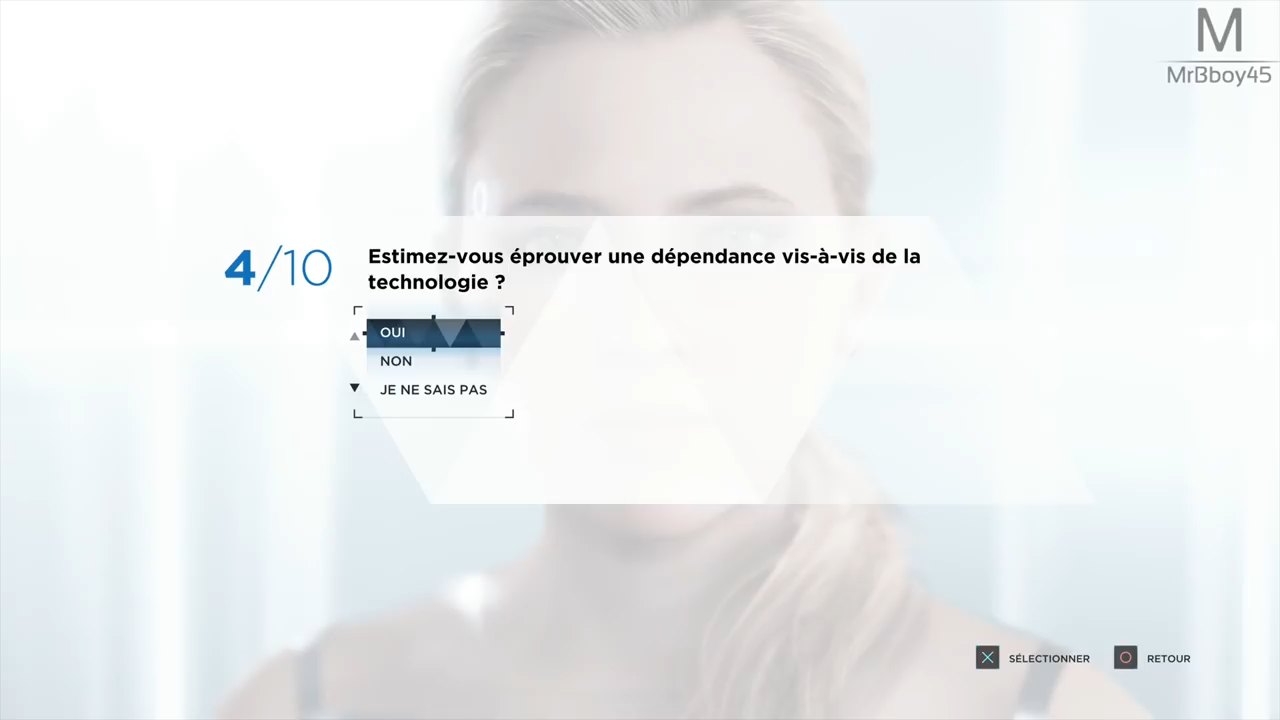 M
MrBboy45
4/10
Estimez-vous éprouver une dépendance vis-à-vis de la
technologie ?
OUI
NON
JE NE SAIS PAS
SÉLECTIONNER
RETOUR